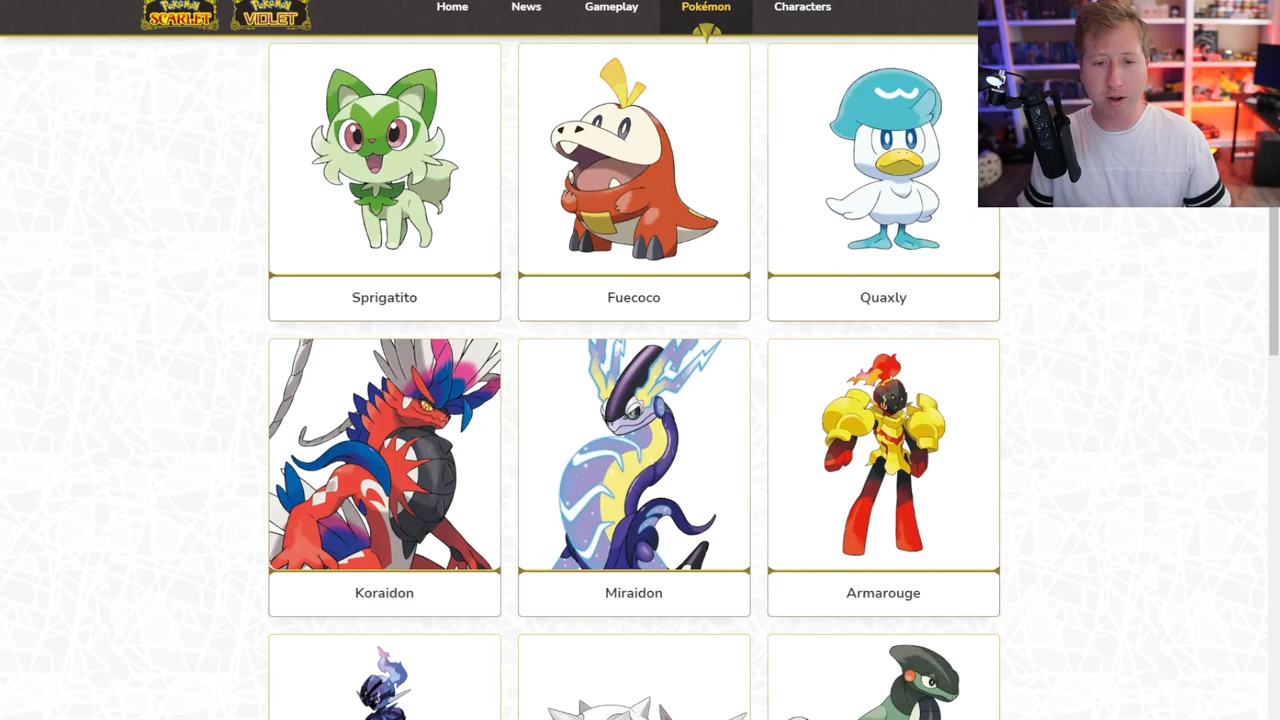 POKéMON SCARLET
POKéMON VIOLET
Home News Gameplay Pokémon Characters
Sprigatito Fuecoco Quaxly
Koraidon Miraidon Armarouge